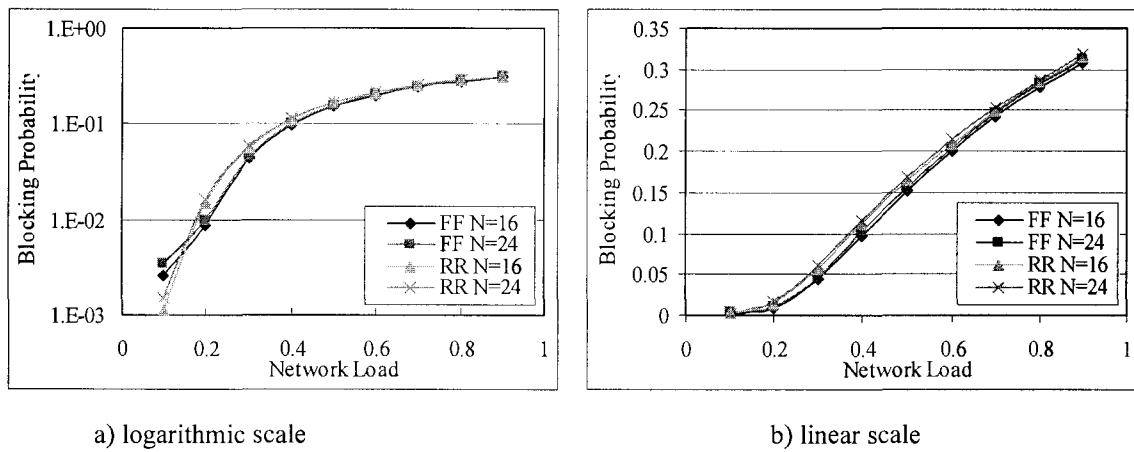 1.E+00
1.E-01
1.E-02
1.E-03
Blocking Probability
0 0.2 0.4 0.6 0.8 1
Network Load
FF N=16
FF N=24
RR N=16
RR N=24
a) logarithmic scale
0.35
0.3
0.25
0.2
0.15
0.1
0.05
0
Blocking Probability
0 0.2 0.4 0.6 0.8 1
Network Load
FF N=16
FF N=24
RR N=16
RR N=24
b) linear scale